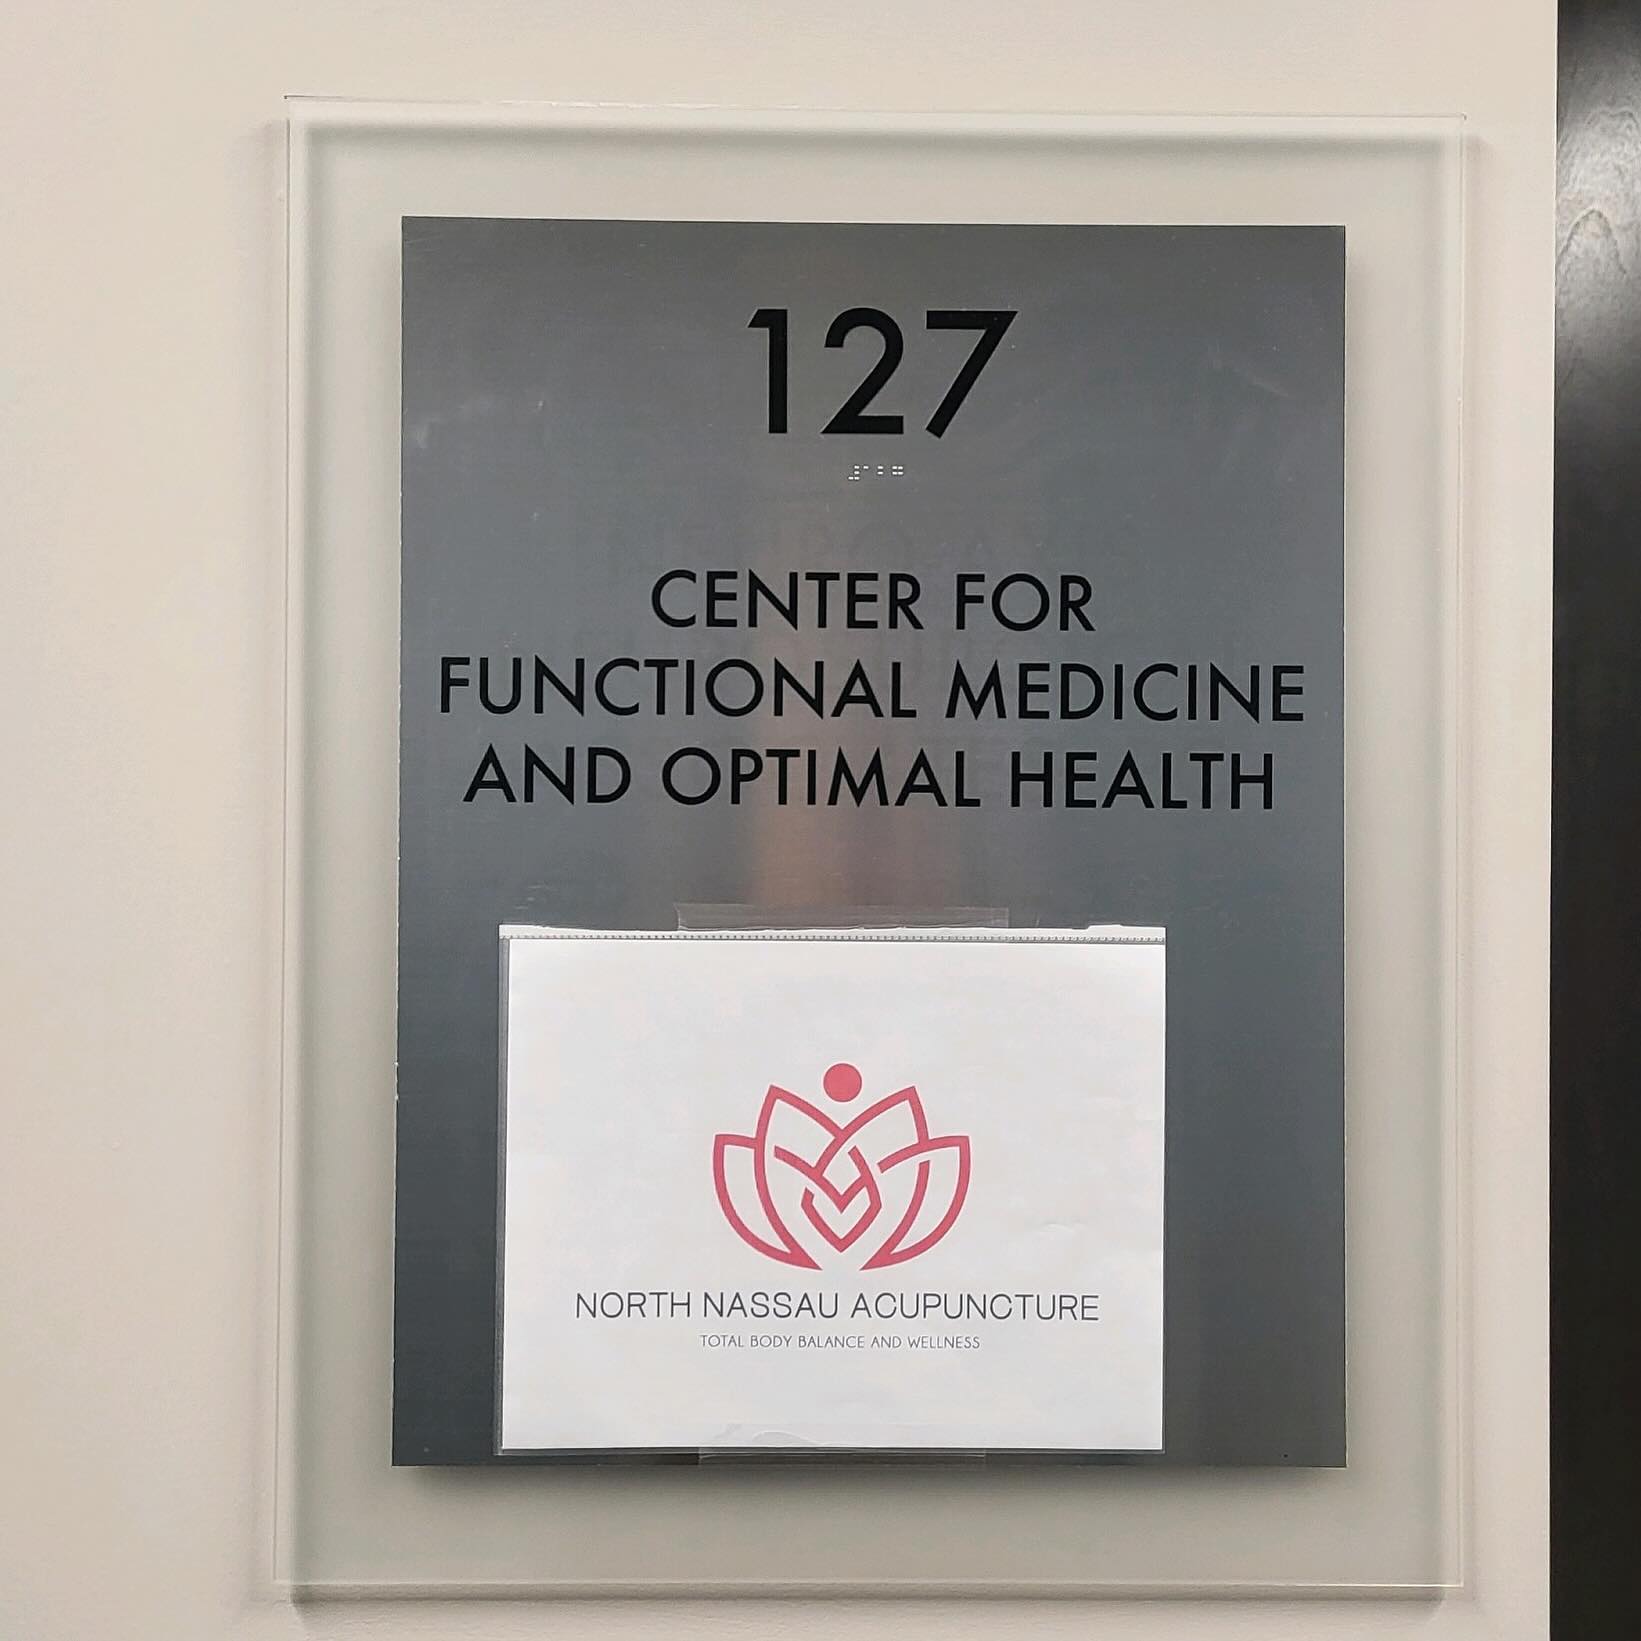 127
CENTER FOR
FUNCTIONAL MEDICINE
AND OPTIMAL HEALTH
NORTH NASSAU ACUPUNCTURE
TOTAL BODY BALANCE AND WELLNESS